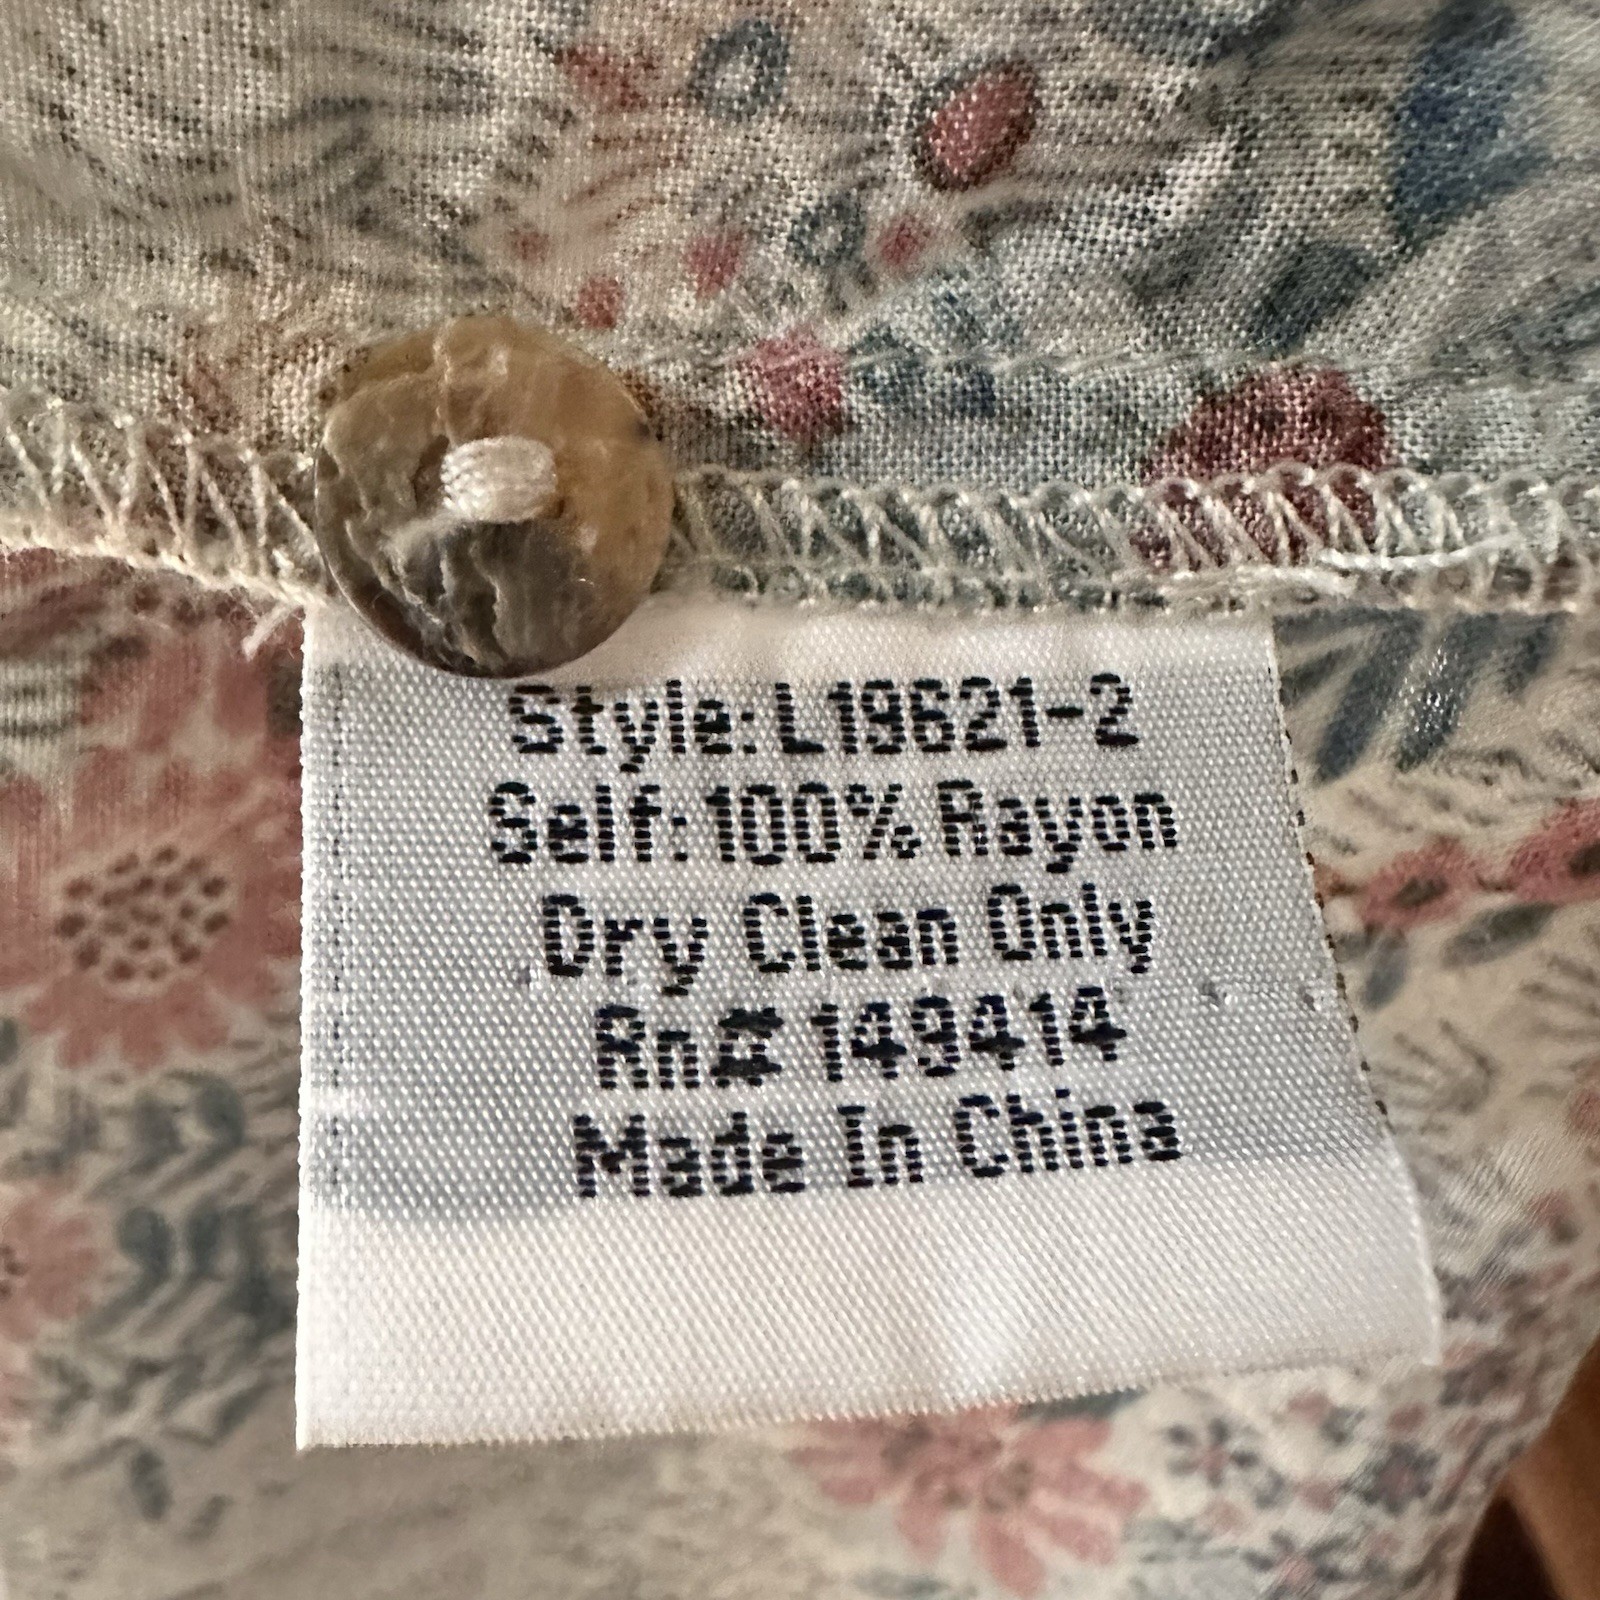 Style: L19621-2
Self: 100% Rayon
Dry Clean Only
Rn# 149414
Made In China